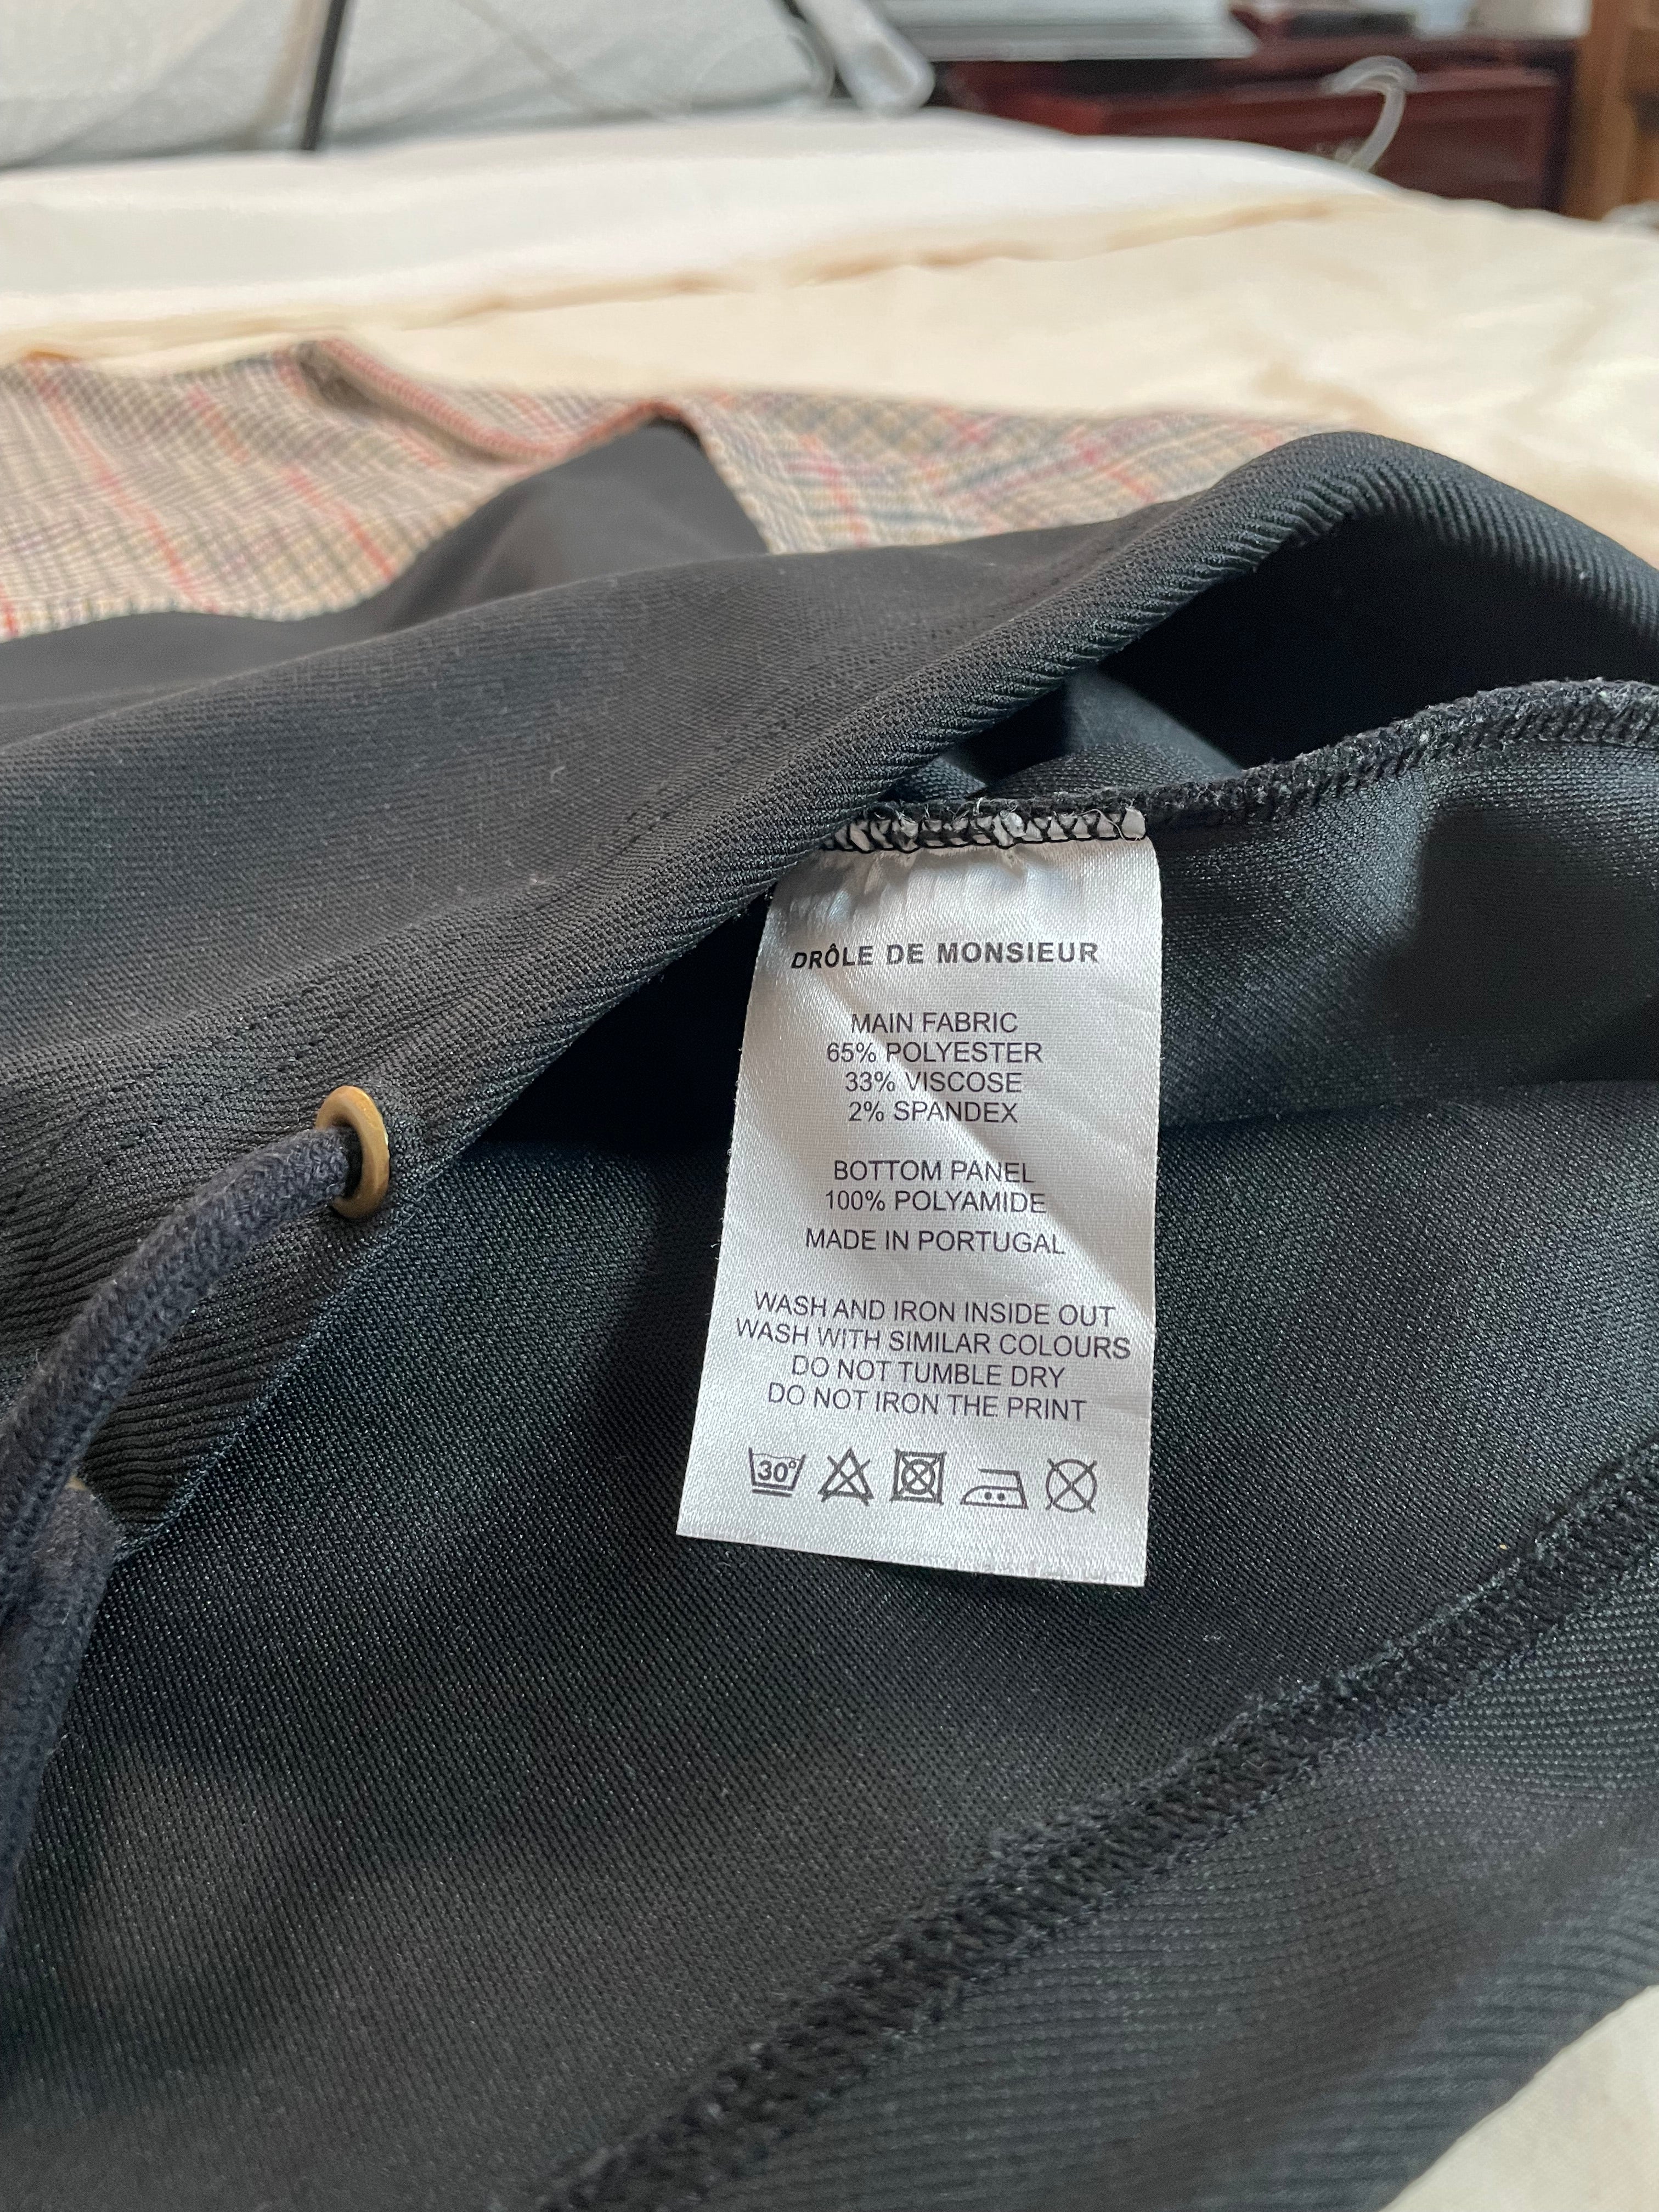 DRÔLE DE MONSIEUR
MAIN FABRIC
65% POLYESTER
33% VISCOSE
2% SPANDEX
BOTTOM PANEL
100% POLYAMIDE
MADE IN PORTUGAL
WASH AND IRON INSIDE OUT
WASH WITH SIMILAR COLOURS
DO NOT TUMBLE DRY
DO NOT IRON THE PRINT
30°